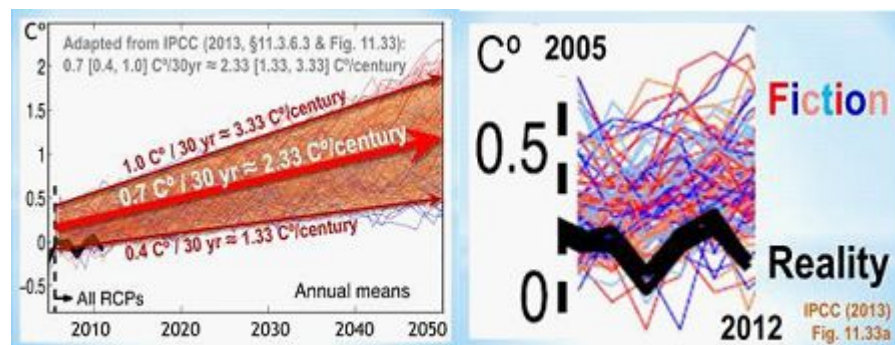 C°
Adapted from IPCC (2013, §11.3.6.3 & Fig. 11.33):
0.7 [0.4, 1.0] C°/30yr ≈ 2.33 [1.33, 3.33] C°/century
2
1.5
1
0.5
0
−0.5
1.0 C° / 30 yr ≈ 3.33 C°/century
0.7 C° / 30 yr ≈ 2.33 C°/century
0.4 C° / 30 yr ≈ 1.33 C°/century
All RCPs
Annual means
2010
2020
2030
2040
2050
C°
2005
0.5
0
2012
Fiction
Reality
IPCC (2013)
Fig. 11.33a